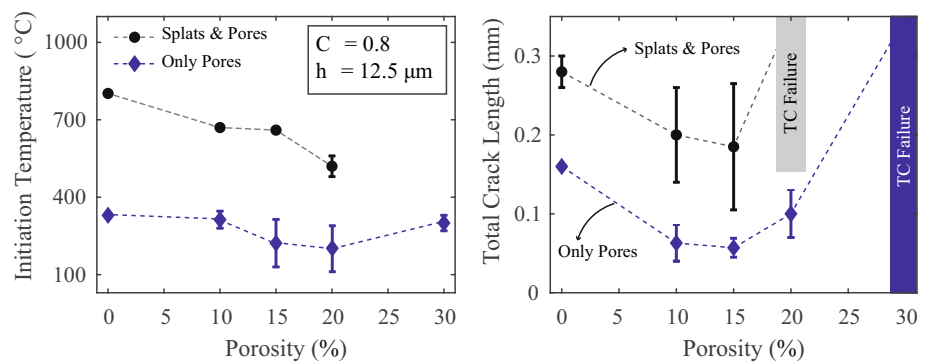 Initiation Temperature ( °C)
1000
700
400
100
Splats & Pores
Only Pores
C = 0.8
h = 12.5 μm
0 5 10 15 20 25 30
Porosity (%)
Total Crack Length (mm)
0.3
0.2
0.1
0
Splats & Pores
Only Pores
TC Failure
TC Failure
0 5 10 15 20 25 30
Porosity (%)